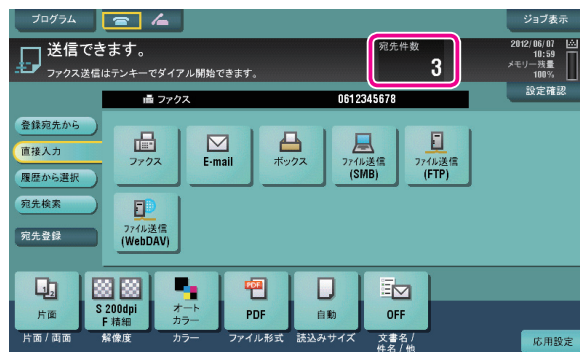 プログラム
ジョブ表示
送信できます。
ファクス送信はテンキーでダイアル開始できます。
宛先件数
3
2012/06/07
10:59
メモリー残量
100%
設定確認
ファクス
0612345678
登録宛先から
直接入力
履歴から選択
宛先検索
宛先登録
ファクス
E-mail
ボックス
ファイル送信
(SMB)
ファイル送信
(FTP)
ファイル送信
(WebDAV)
片面
S 200dpi
F 精細
オート
カラー
PDF
自動
OFF
片面 / 両面
解像度
カラー
ファイル形式
読込みサイズ
文書名 /
件名 / 他
応用設定